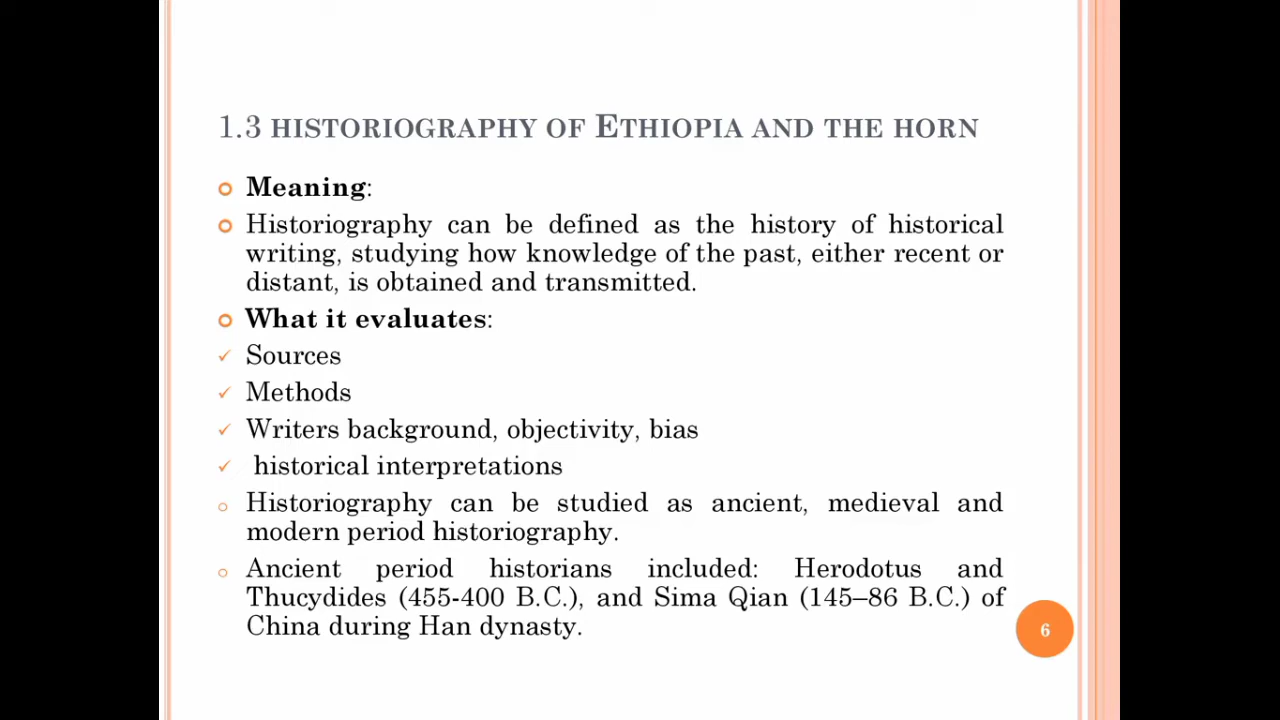 1.3 HISTORIOGRAPHY OF ETHIOPIA AND THE HORN
Meaning:
Historiography can be defined as the history of historical
writing, studying how knowledge of the past, either recent or
distant, is obtained and transmitted.
What it evaluates:
✓ Sources
✓ Methods
✓ Writers background, objectivity, bias
✓ historical interpretations
Historiography can be studied as ancient, medieval and
modern period historiography.
Ancient period historians included: Herodotus and
Thucydides (455-400 B.C.), and Sima Qian (145–86 B.C.) of
China during Han dynasty.
6